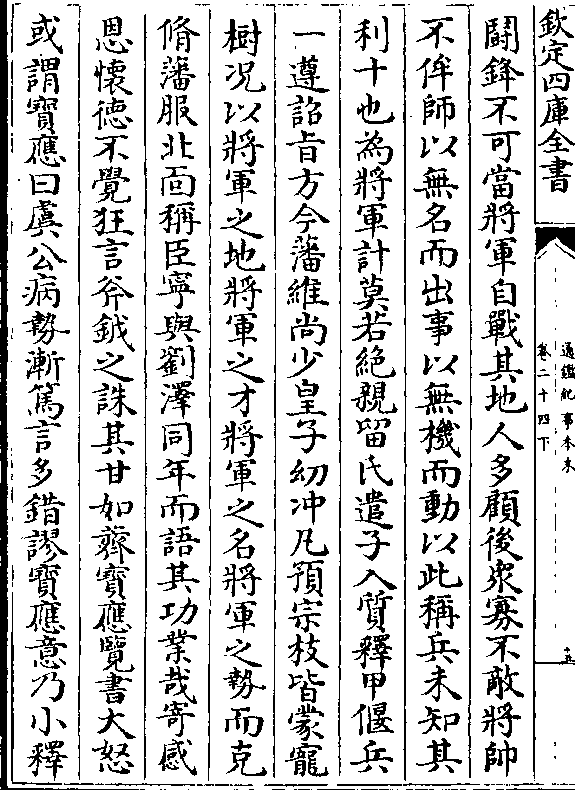 欽定四庫全書
通鑑紀事本末
卷二十四下
十五
鬭鋒不可當將軍自戰其地人多顧後衆寡不敵將帥
不侔師以無名而出事以無機而動以此稱兵未知其
利十也為將軍計莫若絶親留氏遣子入質釋甲偃兵
一遵詔旨方今藩維尚少皇子㓜冲凡預宗枝皆蒙寵
樹况以將軍之地將軍之才將軍之名將軍之勢而克
脩藩服北面稱臣寧與劉澤同年而語其功業哉寄感
恩懷德不覺狂言斧鉞之誅其甘如薺寶應覽書大怒
或謂寶應曰虞公病勢漸篤言多錯謬寶應意乃小釋